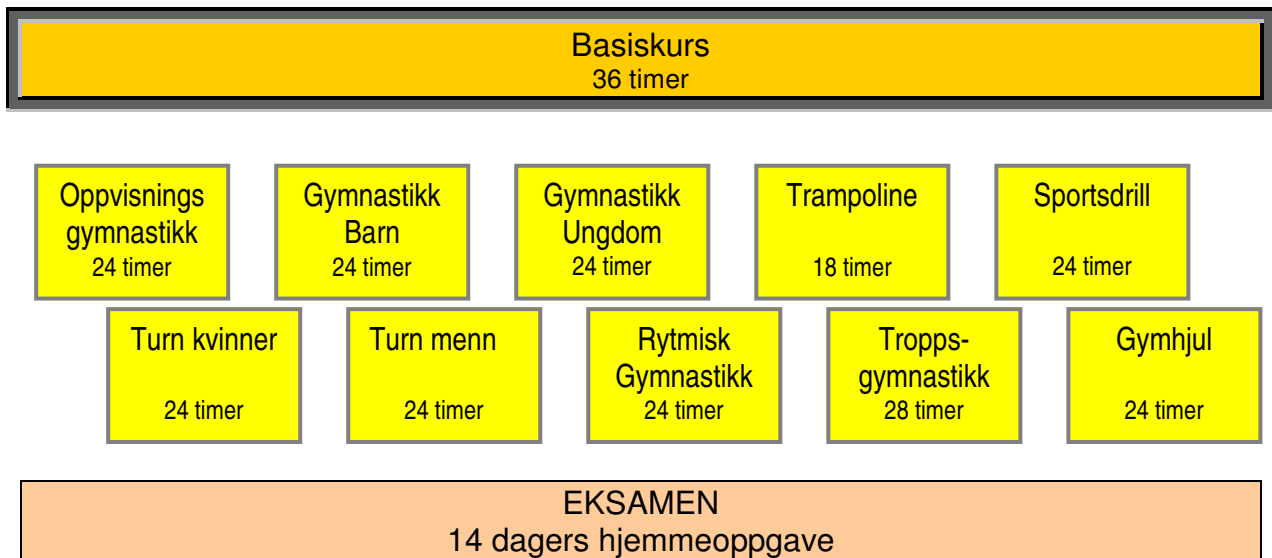 Basiskurs
36 timer
Oppvisnings
gymnastikk
24 timer
Gymnastikk
Barn
24 timer
Gymnastikk
Ungdom
24 timer
Trampoline
18 timer
Sportsdrill
24 timer
Turn kvinner
24 timer
Turn menn
24 timer
Rytmisk
Gymnastikk
24 timer
Tropps-
gymnastikk
28 timer
Gymhjul
24 timer
EKSAMEN
14 dagers hjemmeoppgave